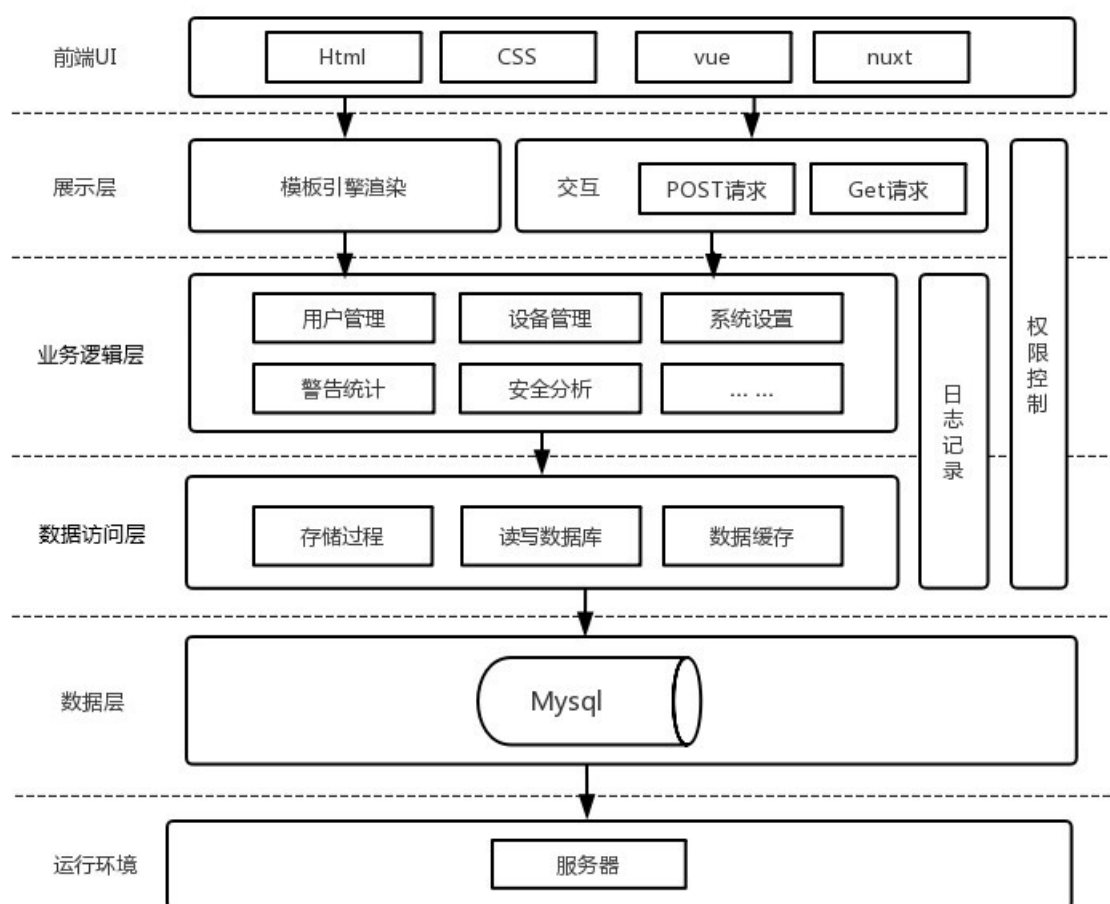 前端UI
Html
CSS
vue
nuxt
展示层
模板引擎渲染
交互
POST请求
Get请求
业务逻辑层
用户管理
设备管理
系统设置
警告统计
安全分析
... ...
日志记录
权限控制
数据访问层
存储过程
读写数据库
数据缓存
数据层
Mysql
运行环境
服务器